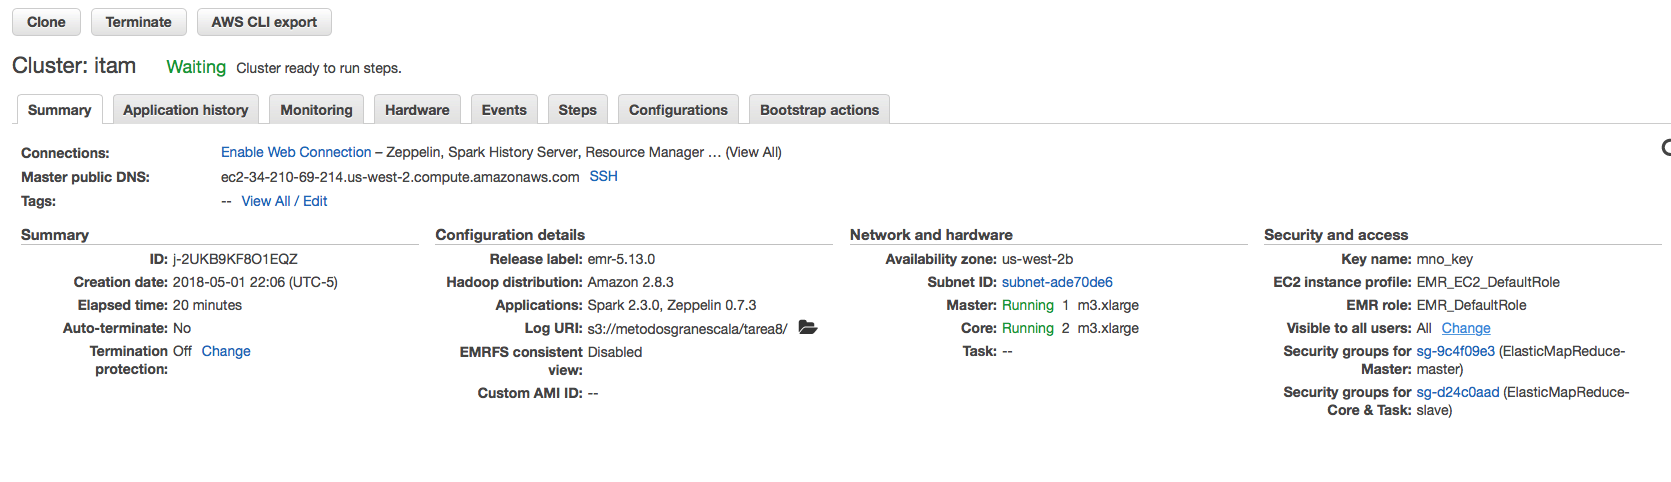 Clone Terminate AWS CLI export
Cluster: itam Waiting Cluster ready to run steps.
Summary Application history Monitoring Hardware Events Steps Configurations Bootstrap actions
Connections: Enable Web Connection – Zeppelin, Spark History Server, Resource Manager … (View All)
Master public DNS: ec2-34-210-69-214.us-west-2.compute.amazonaws.com SSH
Tags: -- View All / Edit
Summary
ID: j-2UKB9KF8O1EQZ
Creation date: 2018-05-01 22:06 (UTC-5)
Elapsed time: 20 minutes
Auto-terminate: No
Termination Off Change
protection:
Configuration details
Release label: emr-5.13.0
Hadoop distribution: Amazon 2.8.3
Applications: Spark 2.3.0, Zeppelin 0.7.3
Log URI: s3://metodosgranescala/tarea8/
EMRFS consistent Disabled
view:
Custom AMI ID: --
Network and hardware
Availability zone: us-west-2b
Subnet ID: subnet-ade70de6
Master: Running 1 m3.xlarge
Core: Running 2 m3.xlarge
Task: --
Security and access
Key name: mno_key
EC2 instance profile: EMR_EC2_DefaultRole
EMR role: EMR_DefaultRole
Visible to all users: All Change
Security groups for sg-9c4f09e3 (ElasticMapReduce-
Master: master)
Security groups for sg-d24c0aad (ElasticMapReduce-
Core & Task: slave)